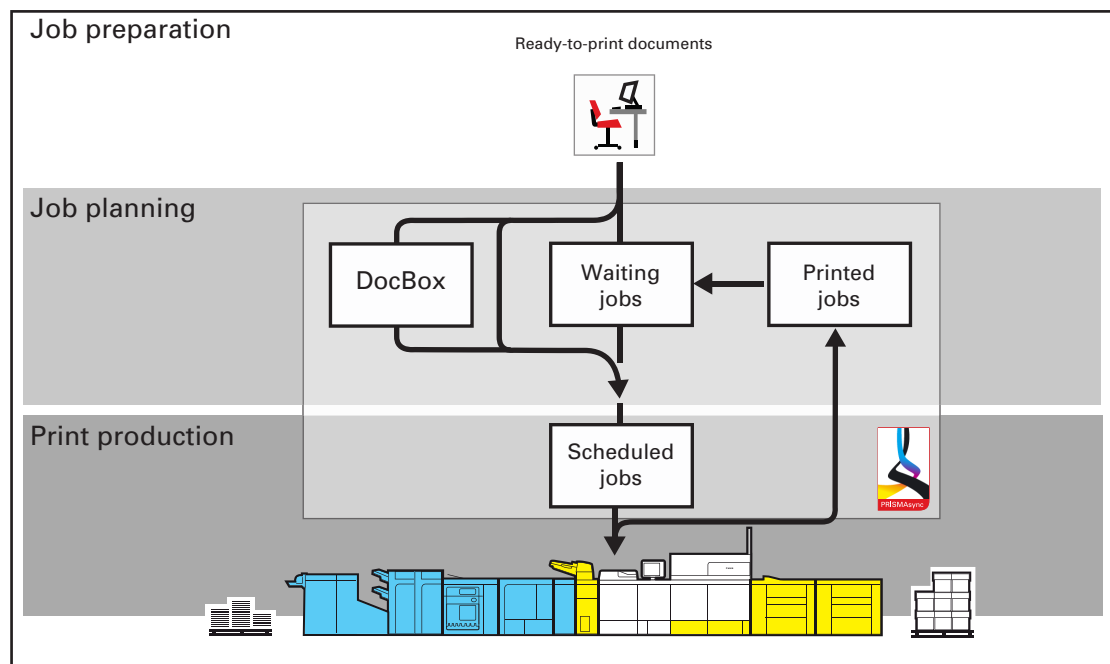 Job preparation
Ready-to-print documents
Job planning
DocBox
Waiting
jobs
Printed
jobs
Print production
Scheduled
jobs
PRISMAsync